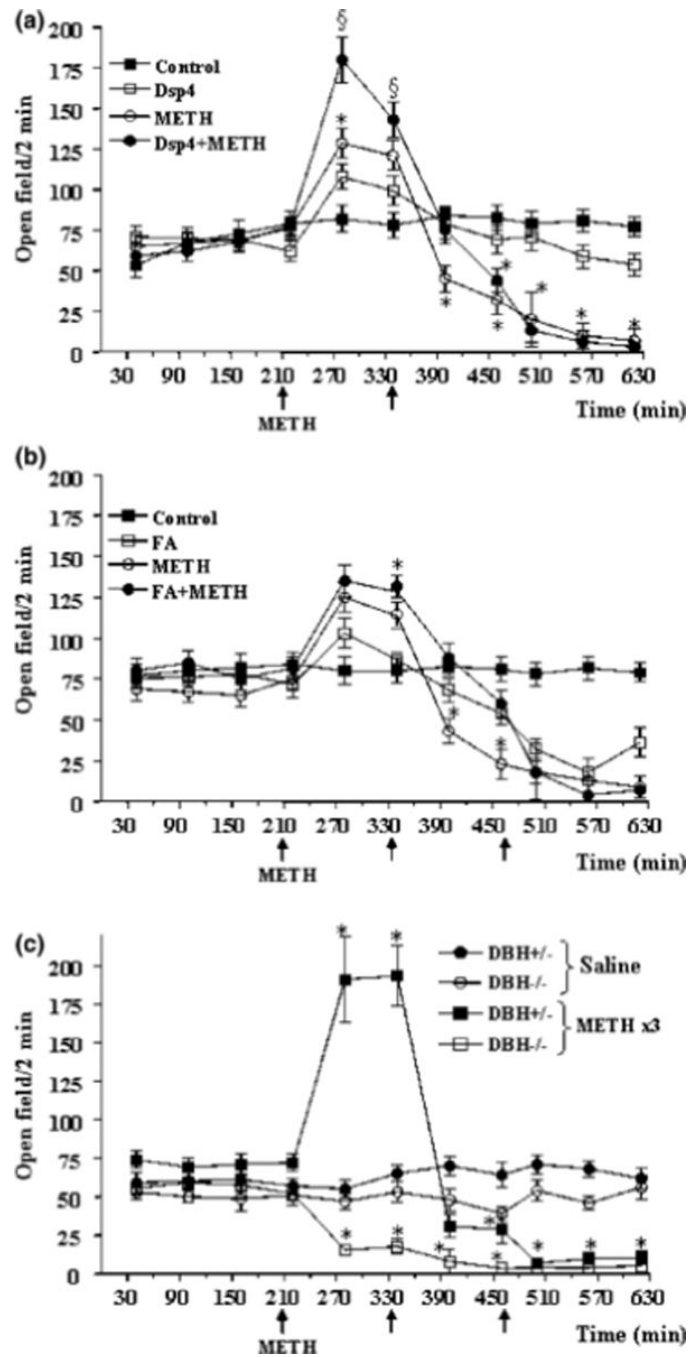 (a)
§
200
175
150
125
100
75
50
25
0
Open field/2 min
Control
Dsp4
METH
Dsp4+METH
§
*
*
*
*
*
*
*
30 90 150 210 270 330 390 450 510 570 630
METH
Time (min)
(b)
200
175
150
125
100
75
50
25
0
Open field/2 min
Control
FA
METH
FA+METH
*
*
*
30 90 150 210 270 330 390 450 510 570 630
METH
Time (min)
(c)
200
175
150
125
100
75
50
25
0
Open field/2 min
* *
DBH+/-
DBH-/-
Saline
DBH+/-
DBH-/-
METH x3
* * * * * * * *
30 90 150 210 270 330 390 450 510 570 630
METH
Time (min)